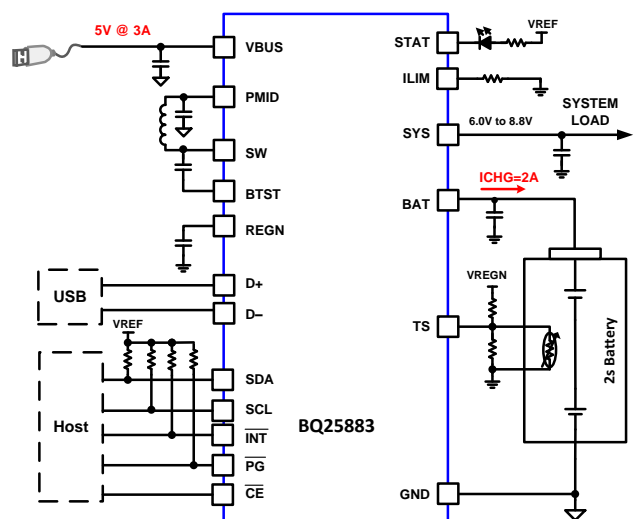 5V @ 3A
VBUS
PMID
SW
BTST
REGN
USB
D+
D–
VREF
Host
SDA
SCL
INT
PG
CE
BQ25883
STAT
VREF
ILIM
SYS
6.0V to 8.8V
SYSTEM
LOAD
ICHG=2A
BAT
VREGN
TS
2s Battery
GND